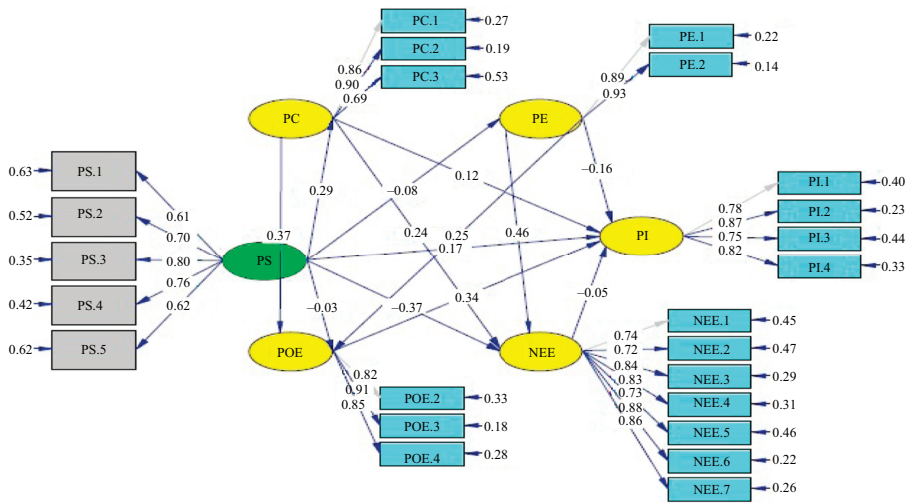 PC.1
0.27
PC.2
0.19
PC.3
0.53
0.86
0.90
0.69
PE.1
0.22
PE.2
0.14
0.89
0.93
PC
PE
0.63
PS.1
0.52
PS.2
0.35
PS.3
0.42
PS.4
0.62
PS.5
0.61
0.70
0.80
0.76
0.62
PS
0.37
0.29
−0.08
0.12
−0.16
0.24
0.25
0.17
0.46
−0.03
−0.37
0.34
−0.05
PI
0.78
0.87
0.75
0.82
PI.1
0.40
PI.2
0.23
PI.3
0.44
PI.4
0.33
POE
NEE
0.82
0.91
0.85
POE.2
0.33
POE.3
0.18
POE.4
0.28
0.74
0.72
0.84
0.83
0.73
0.88
0.86
NEE.1
0.45
NEE.2
0.47
NEE.3
0.29
NEE.4
0.31
NEE.5
0.46
NEE.6
0.22
NEE.7
0.26